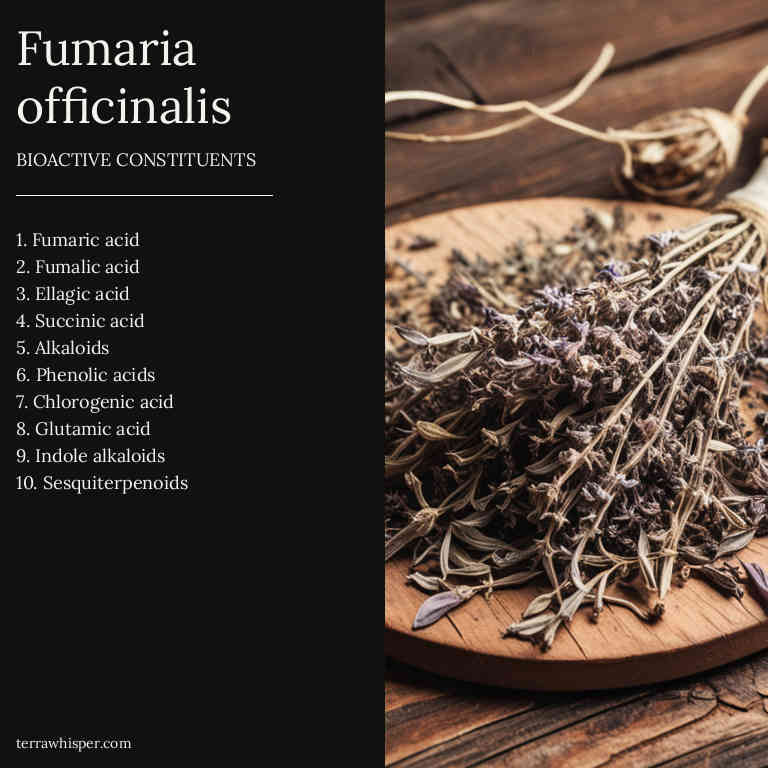 Fumaria
officinalis
BIOACTIVE CONSTITUENTS
1. Fumaric acid
2. Fumalic acid
3. Ellagic acid
4. Succinic acid
5. Alkaloids
6. Phenolic acids
7. Chlorogenic acid
8. Glutamic acid
9. Indole alkaloids
10. Sesquiterpenoids
terrawhisper.com